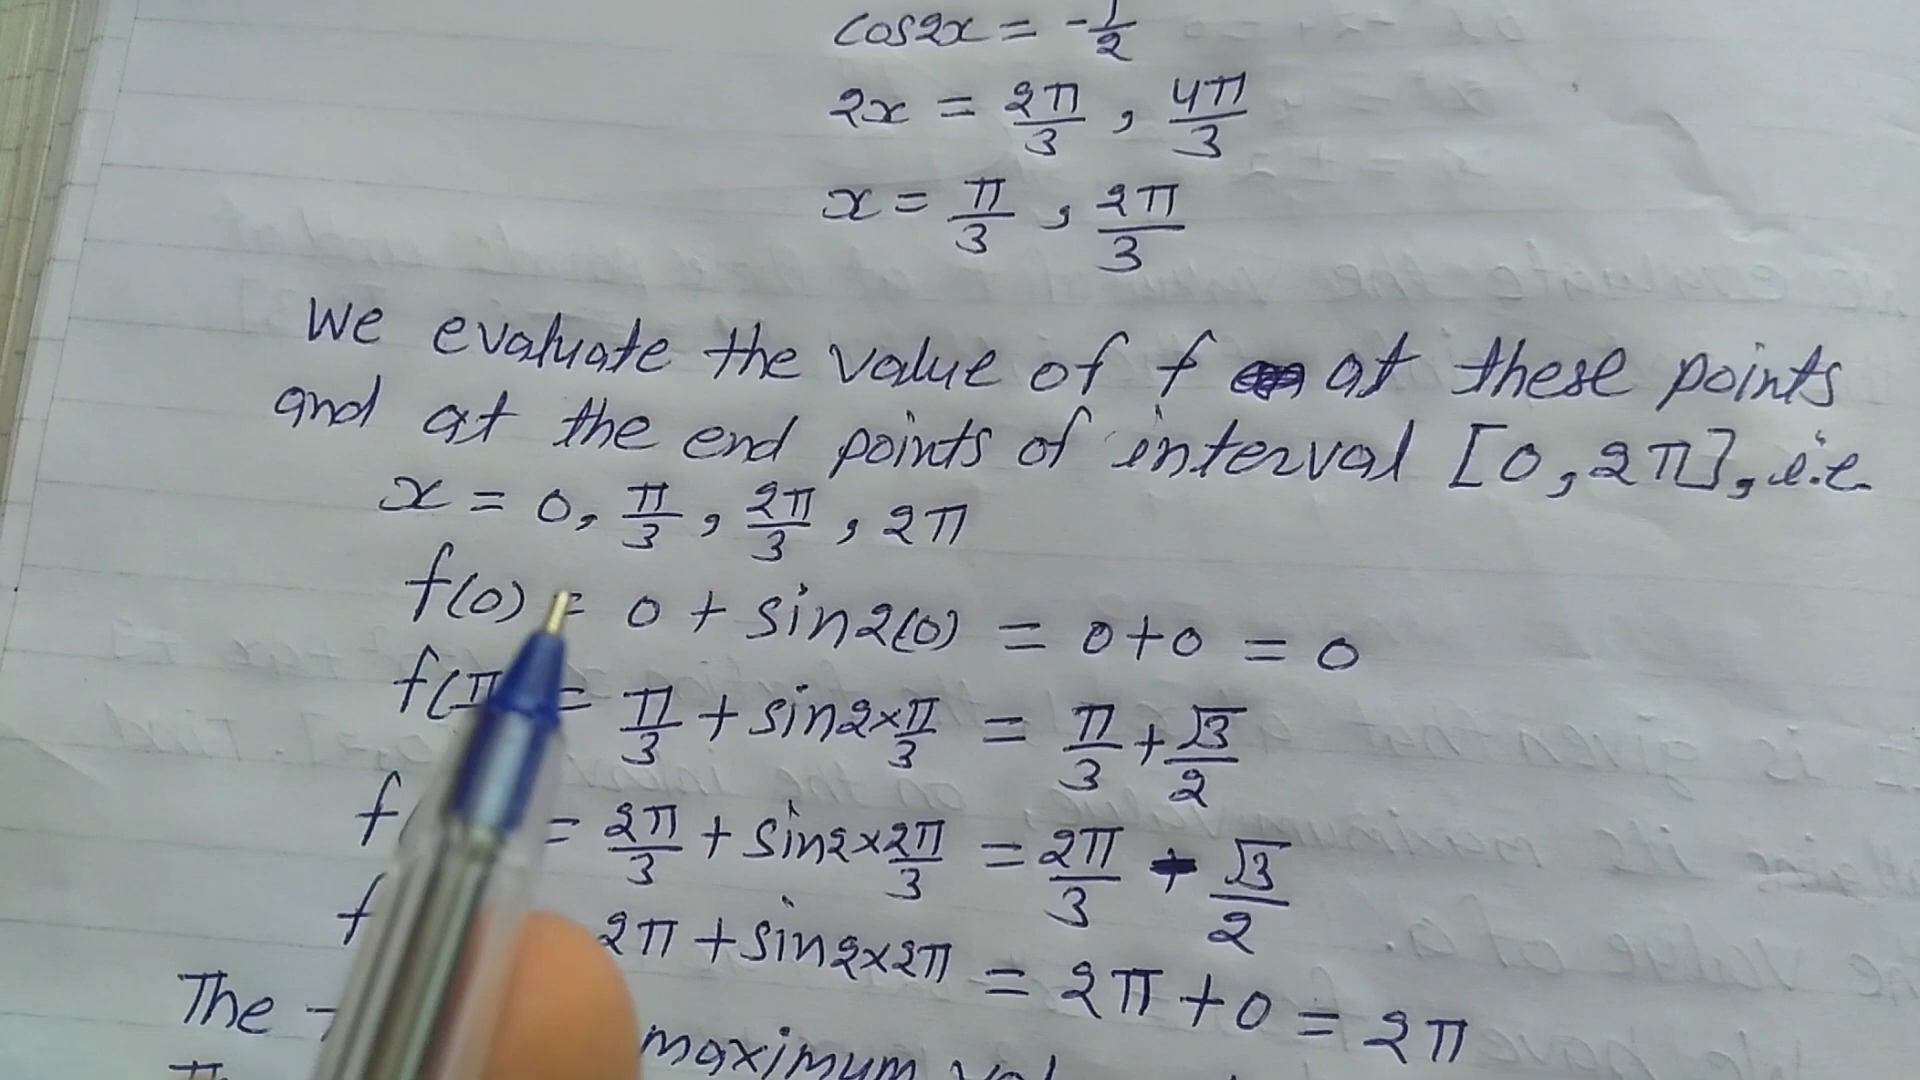 cos2x = -1/2
2x = 2π/3 , 4π/3
x = π/3 , 2π/3
We evaluate the value of f at these points
and at the end points of interval [0, 2π], i.e.
x = 0, π/3 , 2π/3 , 2π
f(0) = 0 + sin2(0) = 0+0 = 0
f(π = π/3 + sin2×π/3 = π/3 + √3/2
f( = 2π/3 + sin2×2π/3 = 2π/3 - √3/2
f 2π + sin2×2π = 2π + 0 = 2π
The maximum